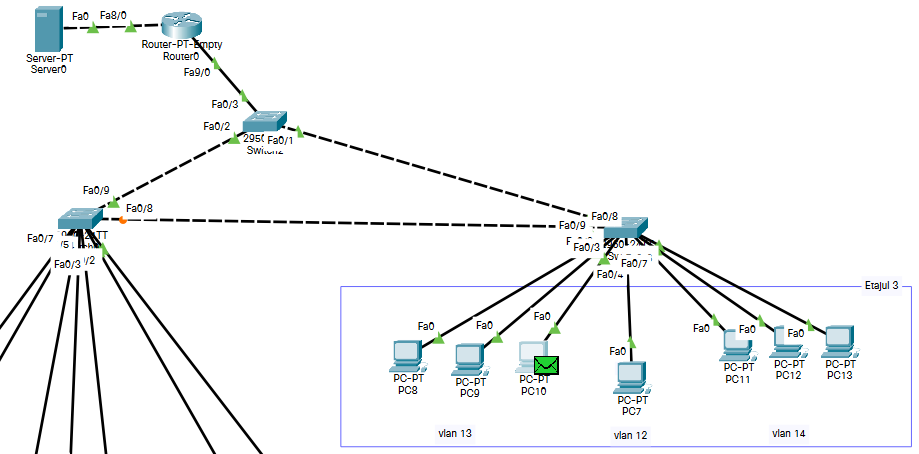 Fa0
Fa8/0
Server-PT
Server0
Router-PT-Empty
Router0
Fa9/0
Fa0/3
Fa0/2
Fa0/1
Fa0/9
Fa0/8
Fa0/7
Fa0/3
/2
Fa0/8
Fa0/9
Fa0/3
Fa0/7
Etajul 3
Fa0
Fa0
Fa0
Fa0
Fa0
Fa0
Fa0
PC-PT
PC8
PC-PT
PC9
PC-PT
PC10
PC-PT
PC7
PC-PT
PC11
PC-PT
PC12
PC-PT
PC13
vlan 13
vlan 12
vlan 14